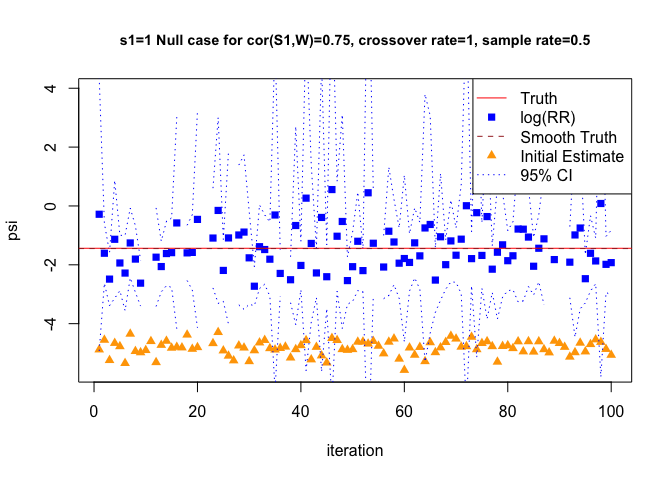 s1=1 Null case for cor(S1,W)=0.75, crossover rate=1, sample rate=0.5
Truth
log(RR)
Smooth Truth
Initial Estimate
95% CI
4
2
0
-2
-4
psi
0
20
40
60
80
100
iteration